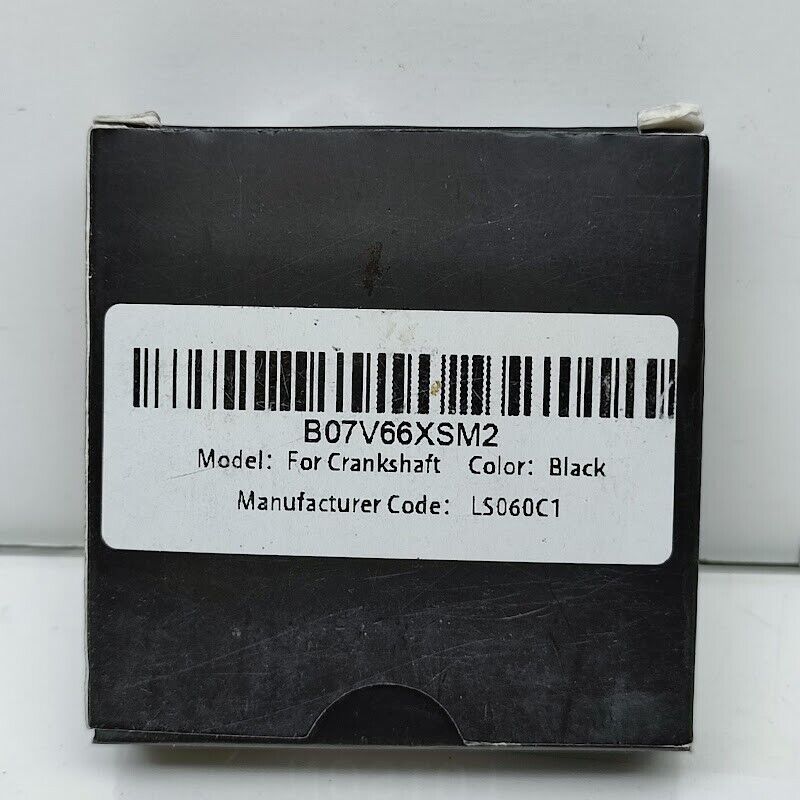 B07V66XSM2
Model: For Crankshaft Color: Black
Manufacturer Code: LS060C1